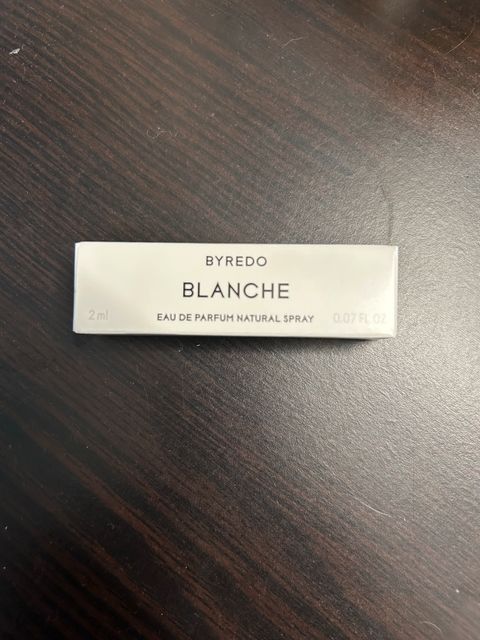 BYREDO
BLANCHE
2 ml EAU DE PARFUM NATURAL SPRAY 0.07 FL OZ